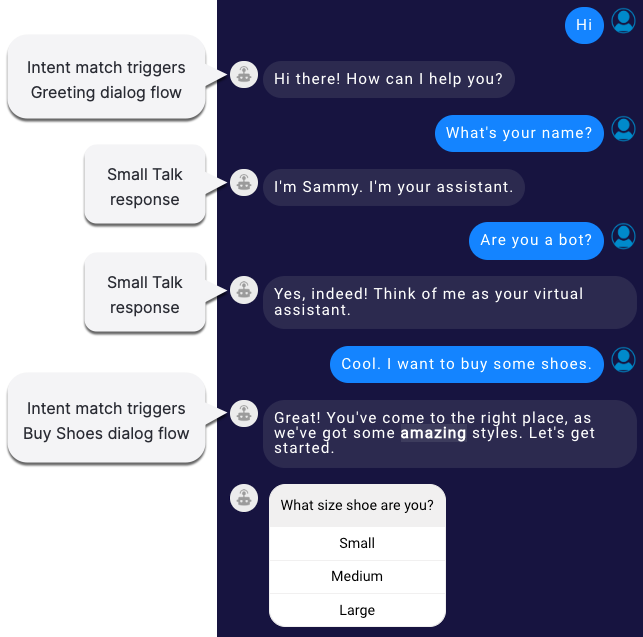 Hi
Intent match triggers
Greeting dialog flow
Hi there! How can I help you?
What's your name?
Small Talk
response
I'm Sammy. I'm your assistant.
Are you a bot?
Small Talk
response
Yes, indeed! Think of me as your virtual
assistant.
Cool. I want to buy some shoes.
Intent match triggers
Buy Shoes dialog flow
Great! You've come to the right place, as
we've got some amazing styles. Let's get
started.
What size shoe are you?
Small
Medium
Large